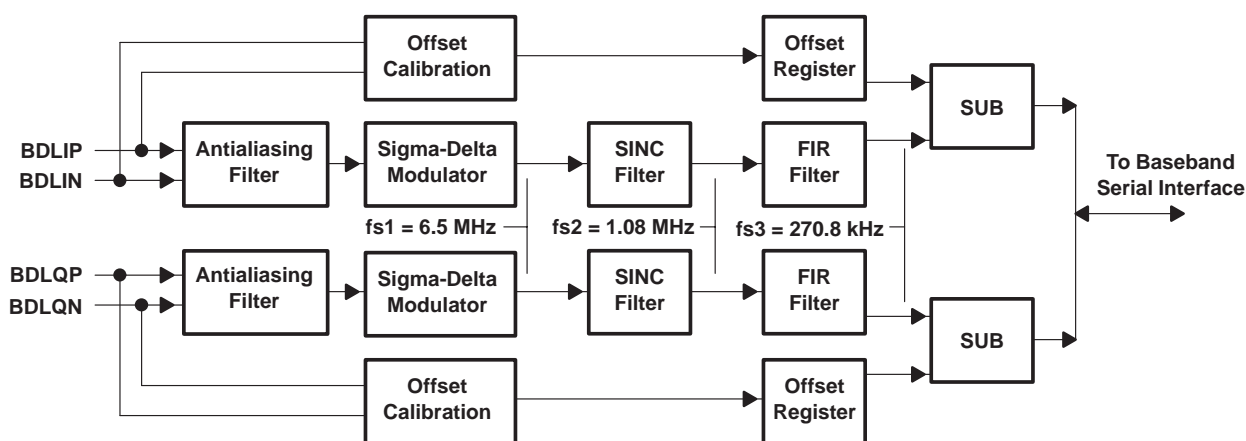 Offset
Calibration
Offset
Register
SUB
BDLIP
BDLIN
Antialiasing
Filter
Sigma-Delta
Modulator
SINC
Filter
FIR
Filter
To Baseband
Serial Interface
fs1 = 6.5 MHz
fs2 = 1.08 MHz
fs3 = 270.8 kHz
BDLQP
BDLQN
Antialiasing
Filter
Sigma-Delta
Modulator
SINC
Filter
FIR
Filter
SUB
Offset
Calibration
Offset
Register